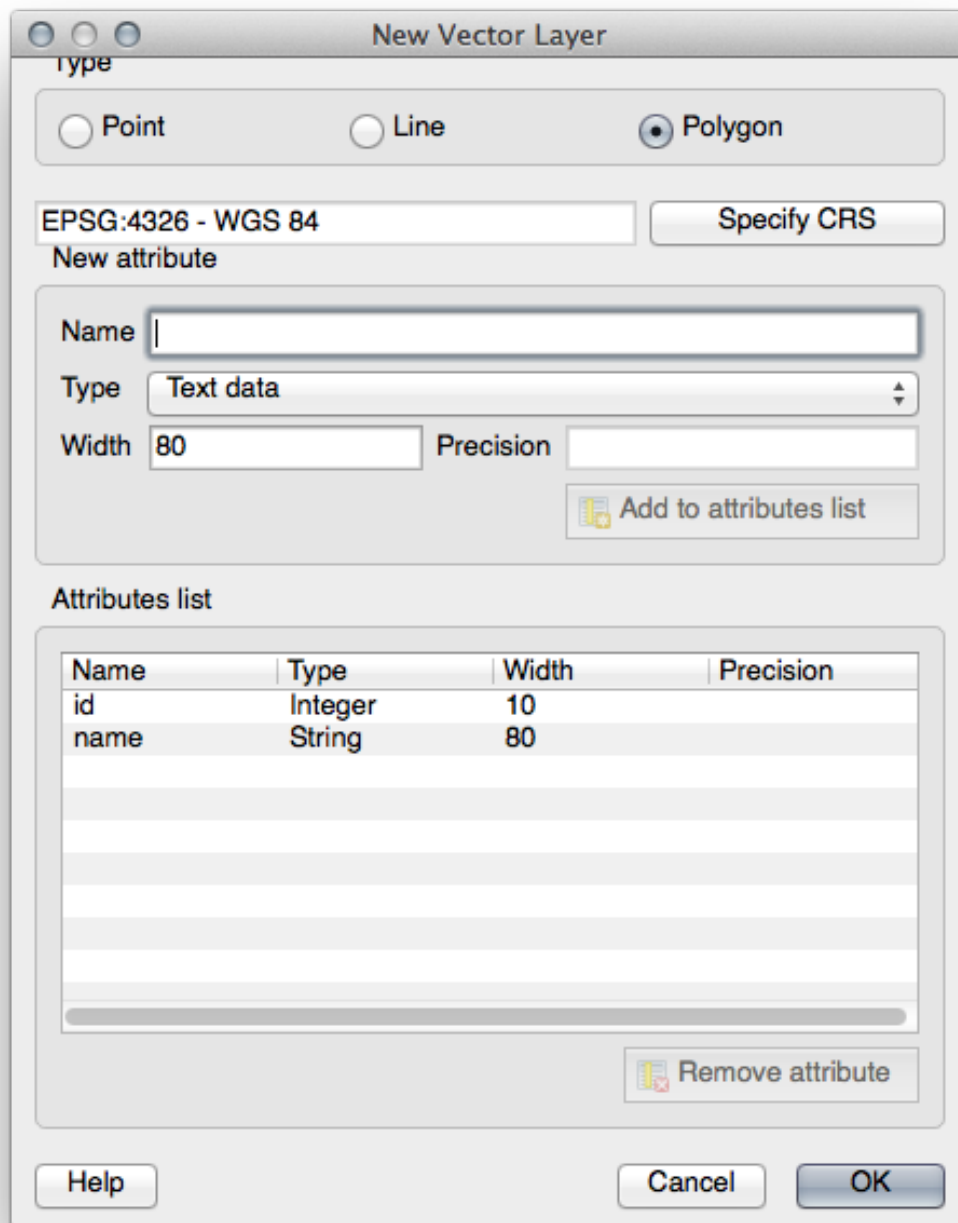 New Vector Layer
Type
Point Line Polygon
EPSG:4326 - WGS 84 Specify CRS
New attribute
Name
Type Text data
Width 80 Precision
Add to attributes list
Attributes list
Name Type Width Precision
id Integer 10
name String 80
Remove attribute
Help Cancel OK